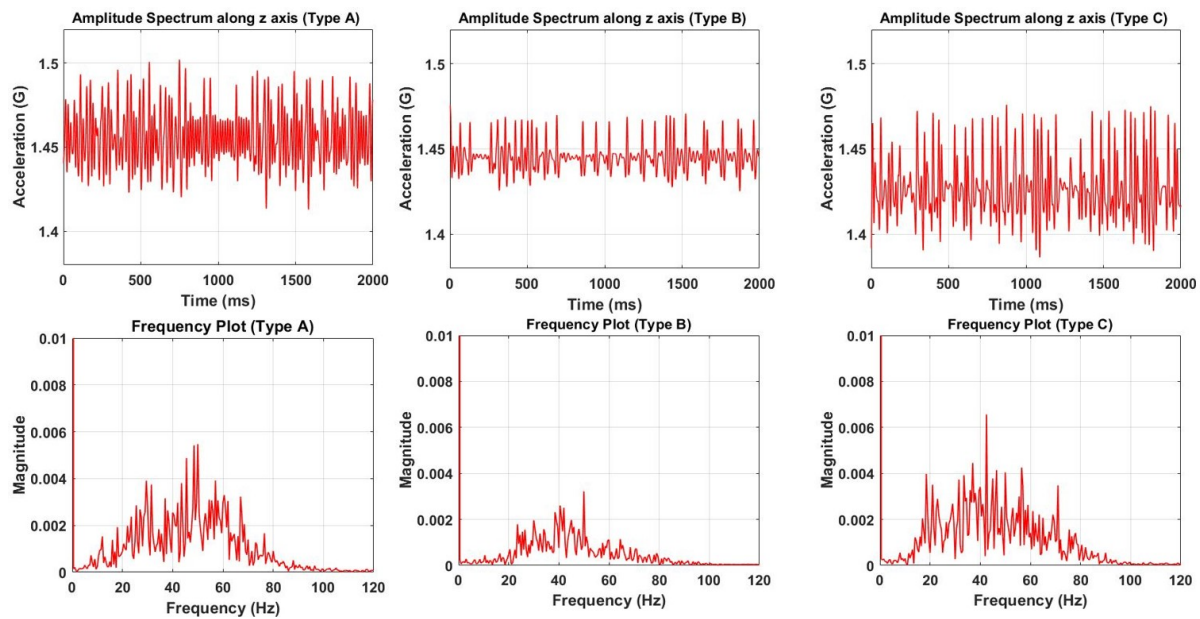 Amplitude Spectrum along z axis (Type A)
Acceleration (G)
1.5
1.45
1.4
0 500 1000 1500 2000
Time (ms)
Amplitude Spectrum along z axis (Type B)
Acceleration (G)
1.5
1.45
1.4
0 500 1000 1500 2000
Time (ms)
Amplitude Spectrum along z axis (Type C)
Acceleration (G)
1.5
1.45
1.4
0 500 1000 1500 2000
Time (ms)
Frequency Plot (Type A)
Magnitude
0.01
0.008
0.006
0.004
0.002
0
0 20 40 60 80 100 120
Frequency (Hz)
Frequency Plot (Type B)
Magnitude
0.01
0.008
0.006
0.004
0.002
0
0 20 40 60 80 100 120
Frequency (Hz)
Frequency Plot (Type C)
Magnitude
0.01
0.008
0.006
0.004
0.002
0
0 20 40 60 80 100 120
Frequency (Hz)